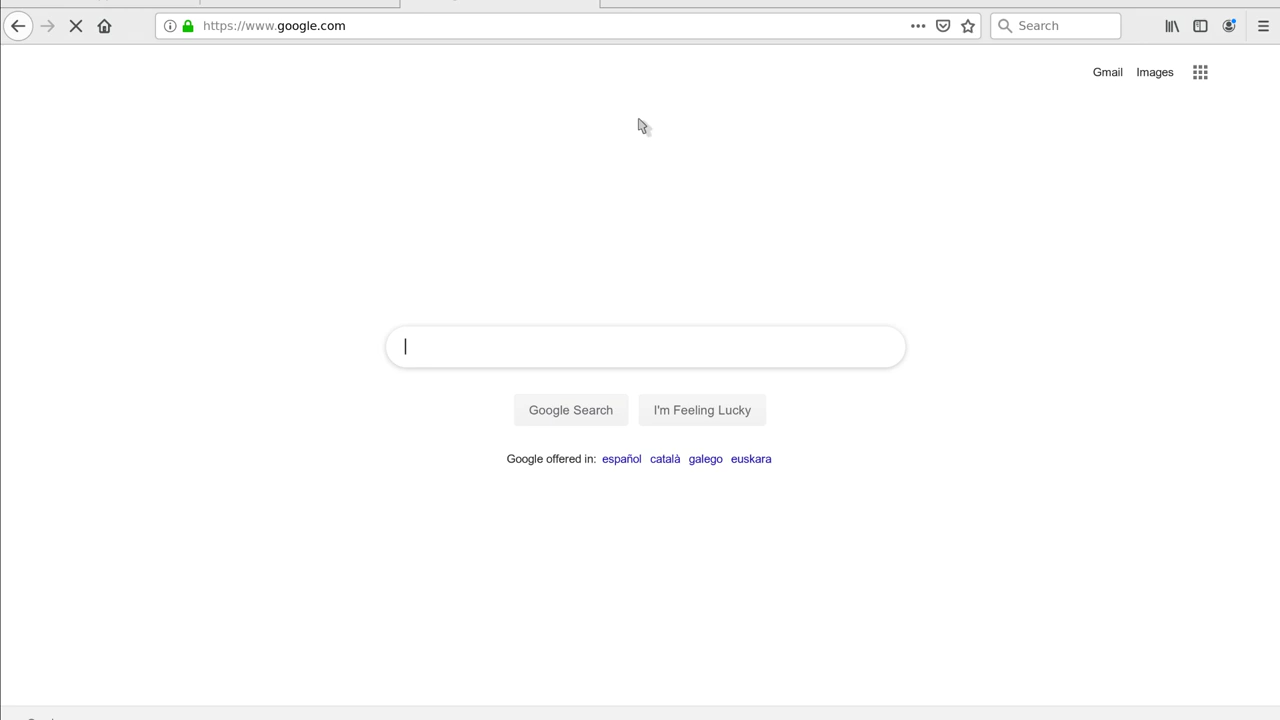 https://www.google.com
Search
Gmail Images
Google Search I'm Feeling Lucky
Google offered in: español català galego euskara